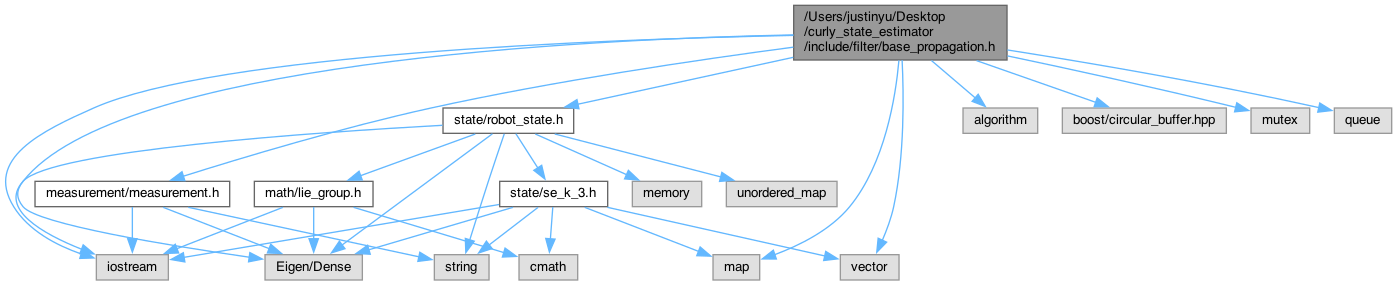 /Users/justinyu/Desktop
/curly_state_estimator
/include/filter/base_propagation.h
state/robot_state.h
algorithm
boost/circular_buffer.hpp
mutex
queue
measurement/measurement.h
math/lie_group.h
state/se_k_3.h
memory
unordered_map
iostream
Eigen/Dense
string
cmath
map
vector